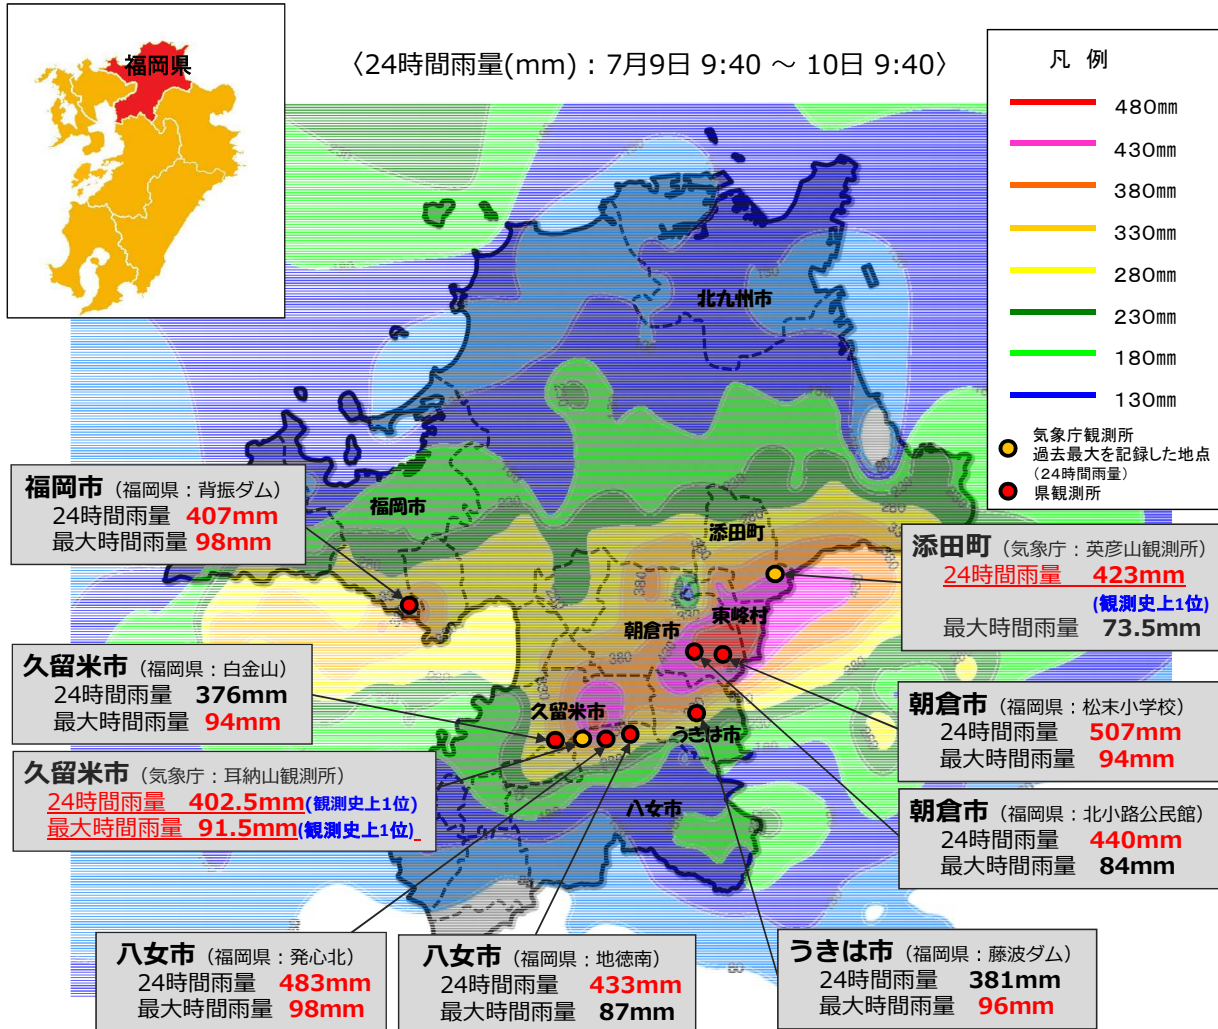 福岡県
〈24時間雨量(mm)：7月9日 9:40 ～ 10日 9:40〉
凡 例
480㎜
430㎜
380㎜
330㎜
280㎜
230㎜
180㎜
130㎜
気象庁観測所
過去最大を記録した地点
（24時間雨量）
県観測所
北九州市
福岡市
添田町
東峰村
朝倉市
久留米市
うきは市
八女市
福岡市（福岡県：背振ダム）
24時間雨量 407mm
最大時間雨量 98mm
久留米市（福岡県：白金山）
24時間雨量 376mm
最大時間雨量 94mm
久留米市（気象庁：耳納山観測所）
24時間雨量 402.5mm(観測史上1位)
最大時間雨量 91.5mm(観測史上1位)
添田町（気象庁：英彦山観測所）
24時間雨量 423mm
(観測史上1位)
最大時間雨量 73.5mm
朝倉市（福岡県：松末小学校）
24時間雨量 507mm
最大時間雨量 94mm
朝倉市（福岡県：北小路公民館）
24時間雨量 440mm
最大時間雨量 84mm
八女市（福岡県：発心北）
24時間雨量 483mm
最大時間雨量 98mm
八女市（福岡県：地徳南）
24時間雨量 433mm
最大時間雨量 87mm
うきは市（福岡県：藤波ダム）
24時間雨量 381mm
最大時間雨量 96mm